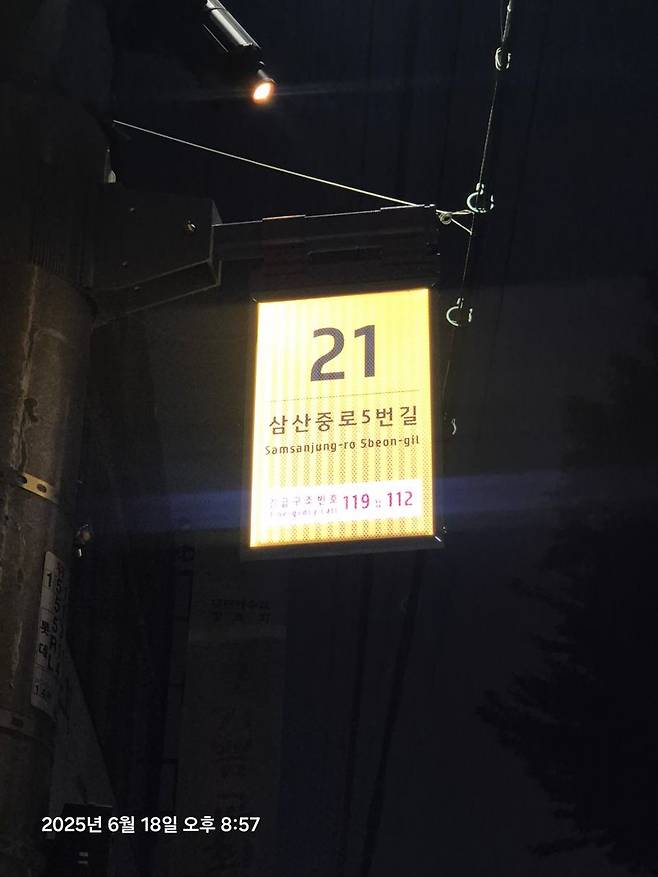 21
삼산중로5번길
Samsanjung-ro 5beon-gil
긴급구조번호 119 및 112
Emergency call
2025년 6월 18일 오후 8:57